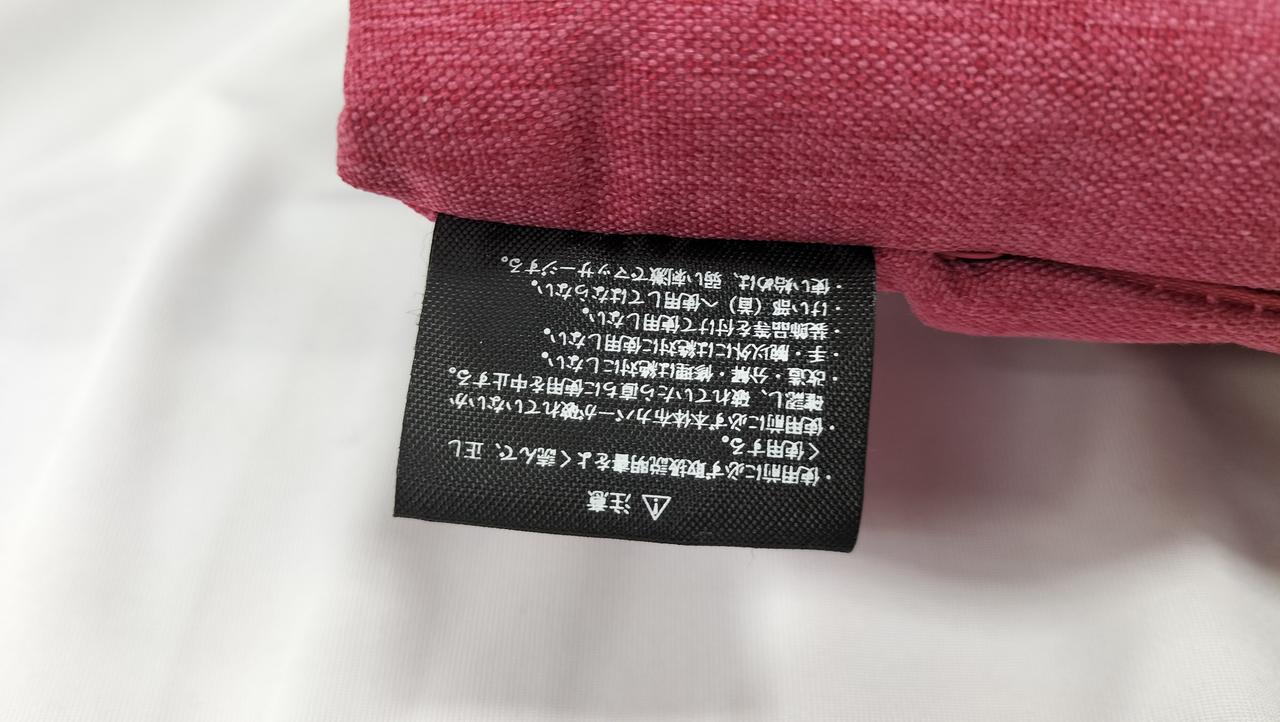 ⚠ 注意
・使用前に必ず取扱説明書をよく読んで、正し
く使用する。
・使用前に必ず本体布カバーが破れていないか
確認し、破れていたら直ちに使用を中止する。
・改造・分解・修理は絶対にしない。
・手・腕以外には絶対に使用しない。
・装飾品等を付けて使用しない。
・けい部（首）へ使用してはならない。
・使い始めは、弱い刺激でマッサージする。